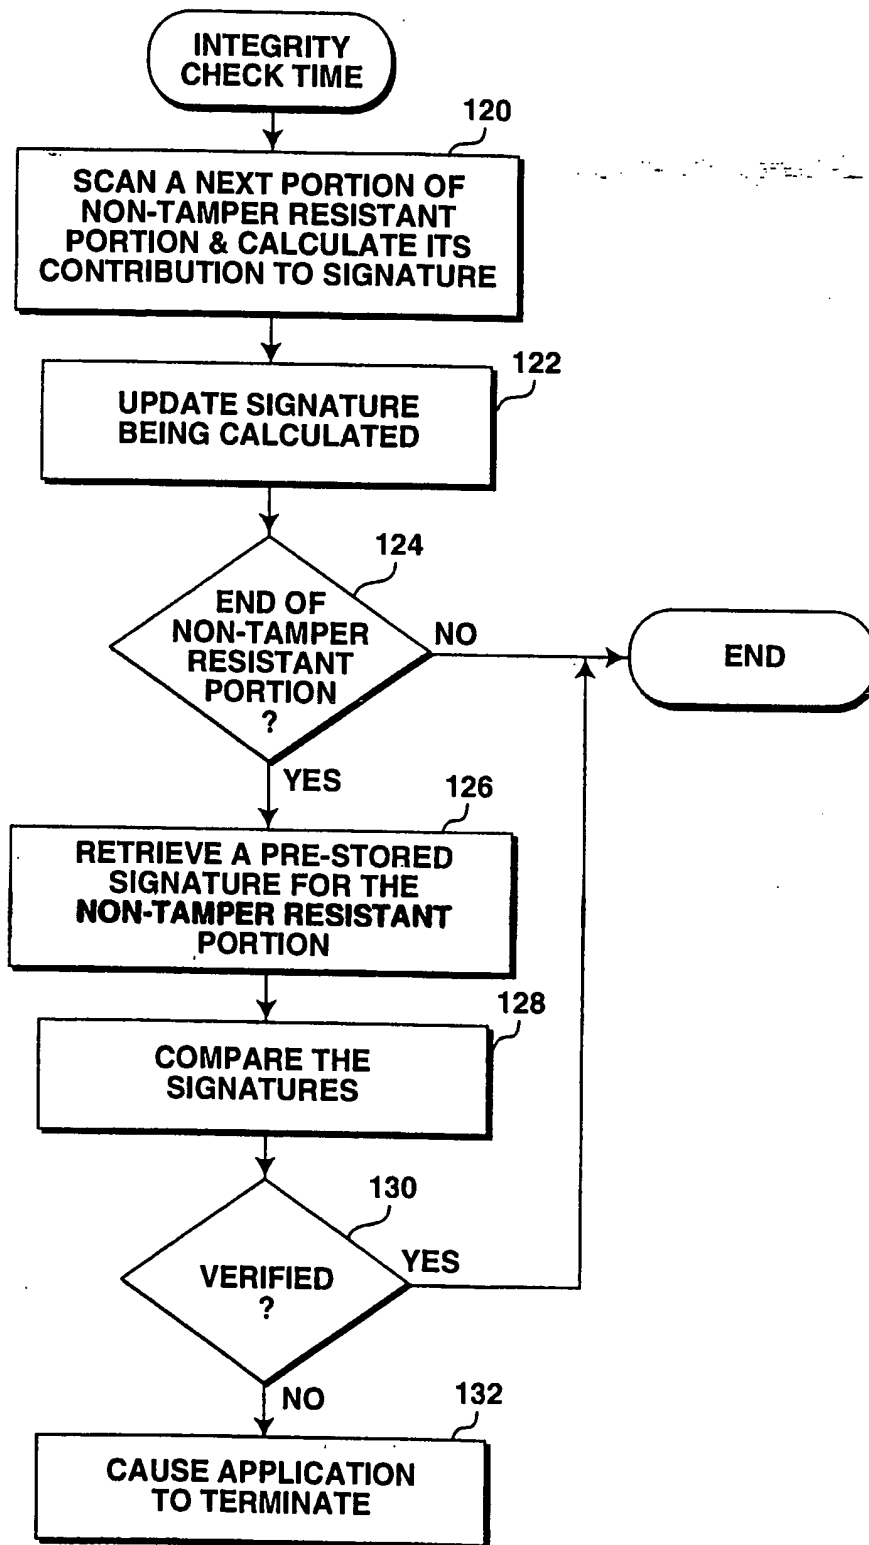 INTEGRITY
CHECK TIME
120
SCAN A NEXT PORTION OF
NON-TAMPER RESISTANT
PORTION & CALCULATE ITS
CONTRIBUTION TO SIGNATURE
122
UPDATE SIGNATURE
BEING CALCULATED
124
END OF
NON-TAMPER
RESISTANT
PORTION
?
NO
END
YES
126
RETRIEVE A PRE-STORED
SIGNATURE FOR THE
NON-TAMPER RESISTANT
PORTION
128
COMPARE THE
SIGNATURES
130
VERIFIED
?
YES
NO
132
CAUSE APPLICATION
TO TERMINATE